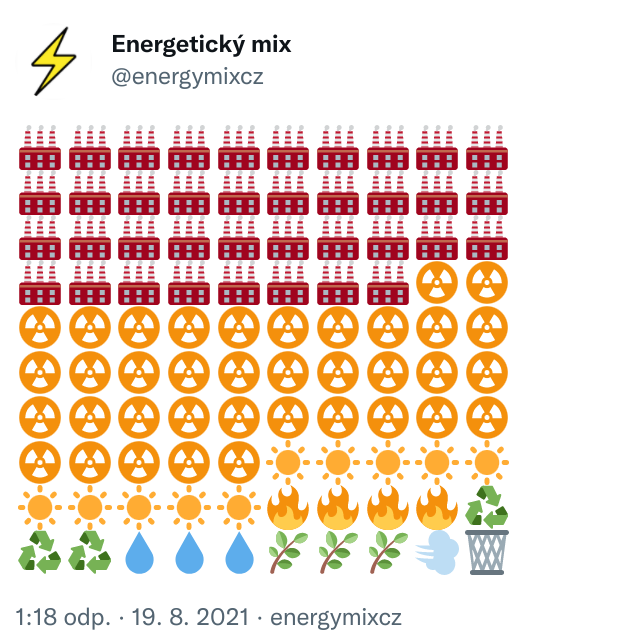 Energetický mix
@energymixcz
1:18 odp. · 19. 8. 2021 · energymixcz